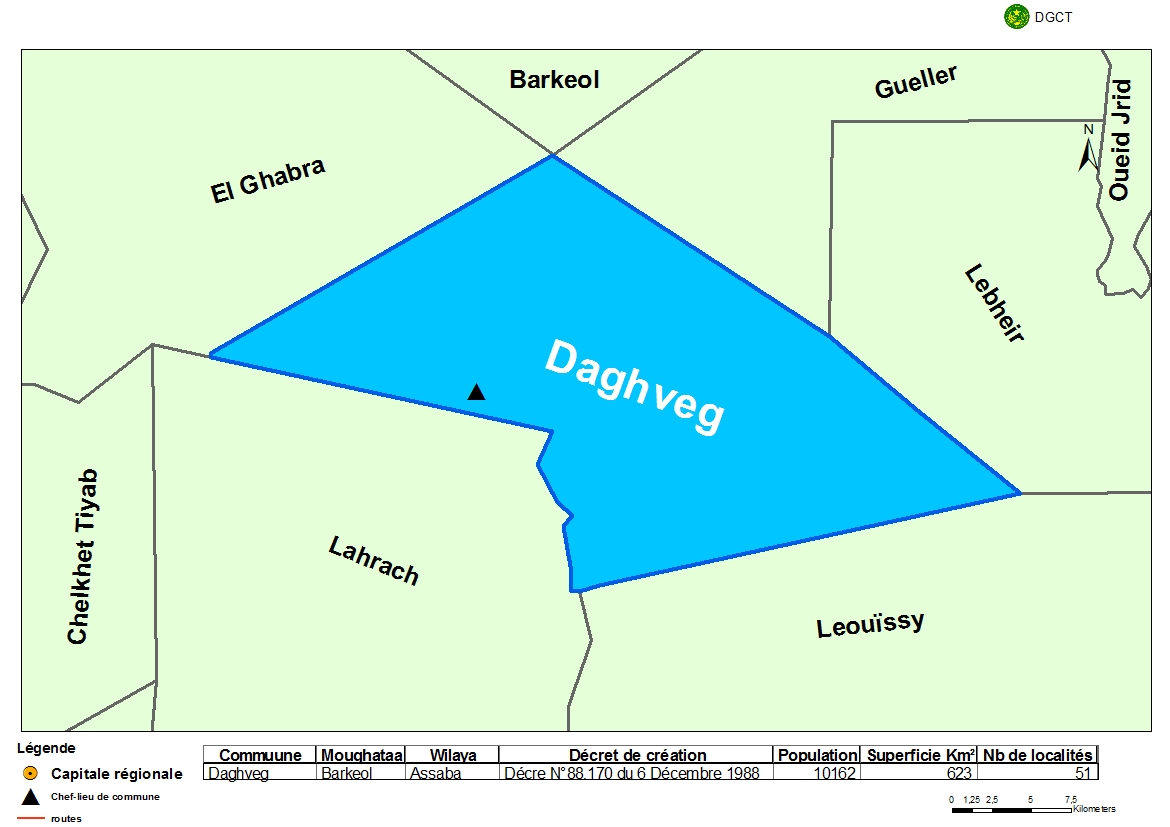 DGCT
Barkeol
Gueller
Oueid Jrid
N
El Ghabra
Lebheir
Daghveg
Chelkhet Tiyab
Lahrach
Leouïssy
Légende
Capitale régionale
Chef-lieu de commune
routes
Commuune Moughataa Wilaya Décret de création Population Superficie Km² Nb de localités
Daghveg Barkeol Assaba Décre N°88.170 du 6 Décembre 1988 10162 623 51
0 1,25 2,5 5 7,5
Kilometers